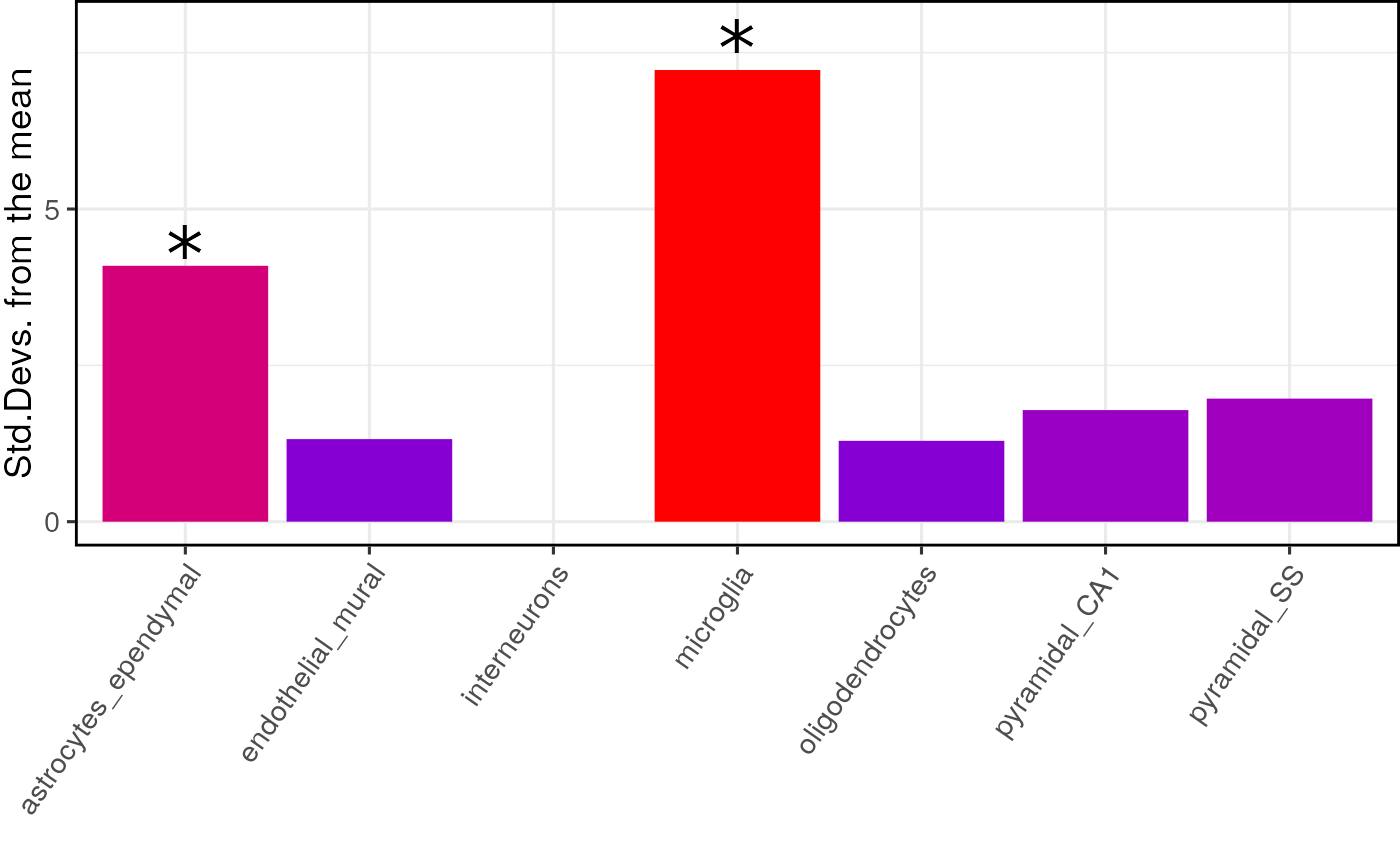 Std.Devs. from the mean
5
0
*
*
astrocytes_ependymal
endothelial_mural
interneurons
microglia
oligodendrocytes
pyramidal_CA1
pyramidal_SS